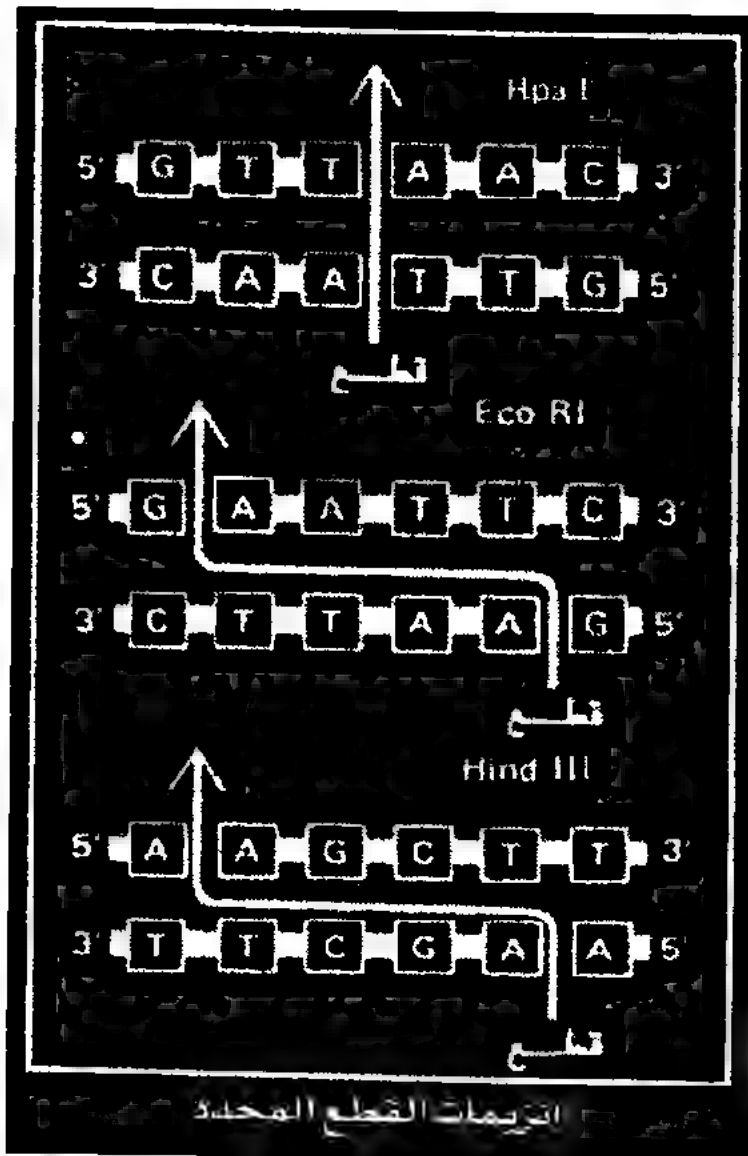 Hpa I
5' G T T A A C 3'
3' C A A T T G 5'
قطع
Eco RI
5' G A A T T C 3'
3' C T T A A G 5'
قطع
Hind III
5' A A G C T T 3'
3' T T C G A A 5'
قطع
انزيمات القطع المحددة